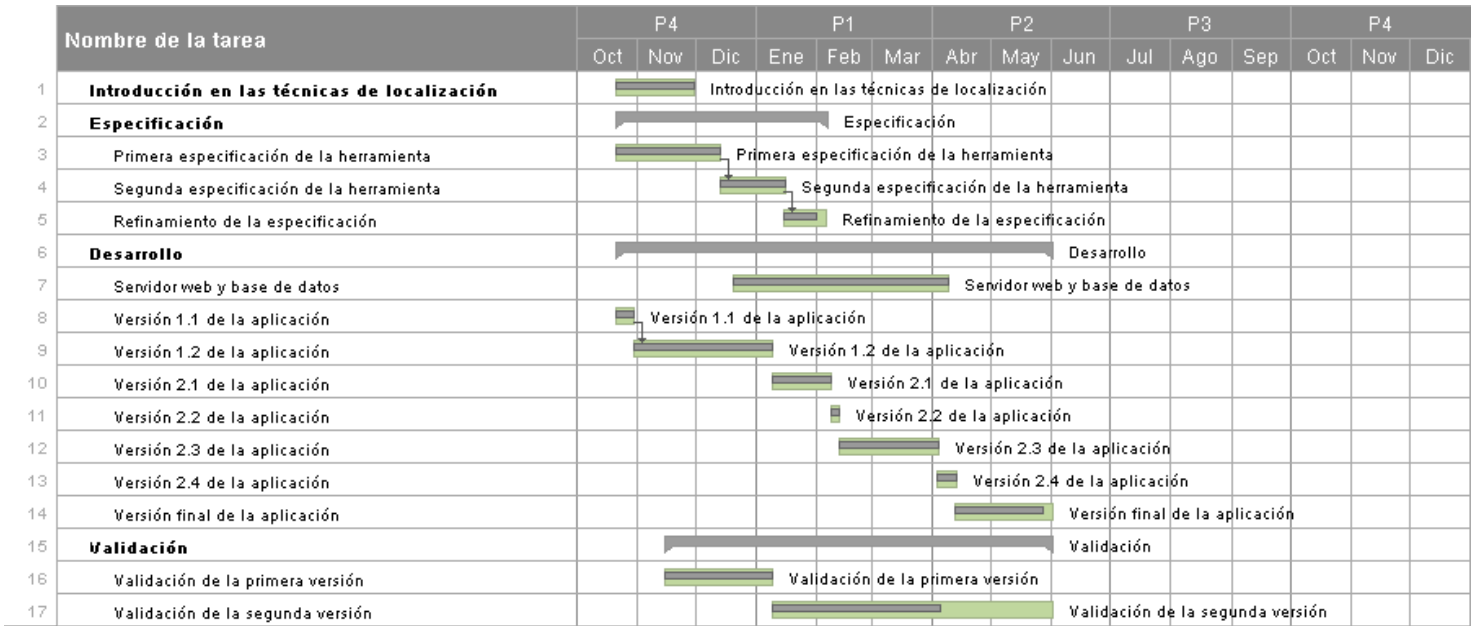 Nombre de la tarea
P4 P1 P2 P3 P4
Oct Nov Dic Ene Feb Mar Abr May Jun Jul Ago Sep Oct Nov Dic
1 Introducción en las técnicas de localización Introducción en las técnicas de localización
2 Especificación Especificación
3 Primera especificación de la herramienta Primera especificación de la herramienta
4 Segunda especificación de la herramienta Segunda especificación de la herramienta
5 Refinamiento de la especificación Refinamiento de la especificación
6 Desarrollo Desarrollo
7 Servidor web y base de datos Servidor web y base de datos
8 Versión 1.1 de la aplicación Versión 1.1 de la aplicación
9 Versión 1.2 de la aplicación Versión 1.2 de la aplicación
10 Versión 2.1 de la aplicación Versión 2.1 de la aplicación
11 Versión 2.2 de la aplicación Versión 2.2 de la aplicación
12 Versión 2.3 de la aplicación Versión 2.3 de la aplicación
13 Versión 2.4 de la aplicación Versión 2.4 de la aplicación
14 Versión final de la aplicación Versión final de la aplicación
15 Validación Validación
16 Validación de la primera versión Validación de la primera versión
17 Validación de la segunda versión Validación de la segunda versión